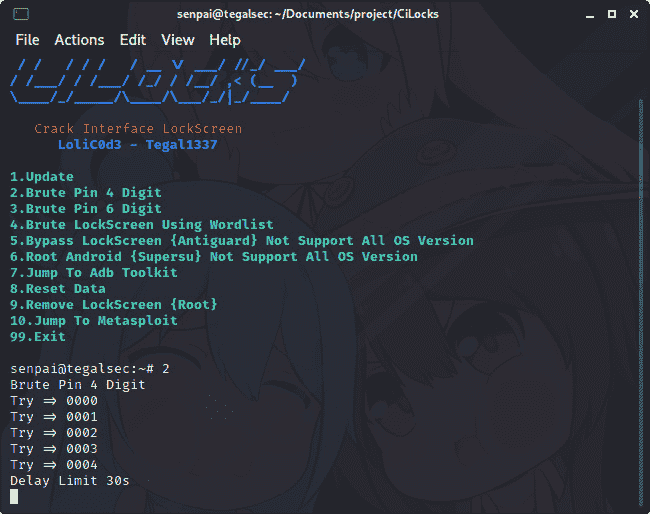 senpai@tegalsec:~/Documents/project/CiLocks
File Actions Edit View Help
Crack Interface LockScreen
LoliC0d3 - Tegal1337
1.Update
2.Brute Pin 4 Digit
3.Brute Pin 6 Digit
4.Brute LockScreen Using Wordlist
5.Bypass LockScreen {Antiguard} Not Support All OS Version
6.Root Android {Supersu} Not Support All OS Version
7.Jump To Adb Toolkit
8.Reset Data
9.Remove LockScreen {Root}
10.Jump To Metasploit
99.Exit
senpai@tegalsec:~# 2
Brute Pin 4 Digit
Try => 0000
Try => 0001
Try => 0002
Try => 0003
Try => 0004
Delay Limit 30s